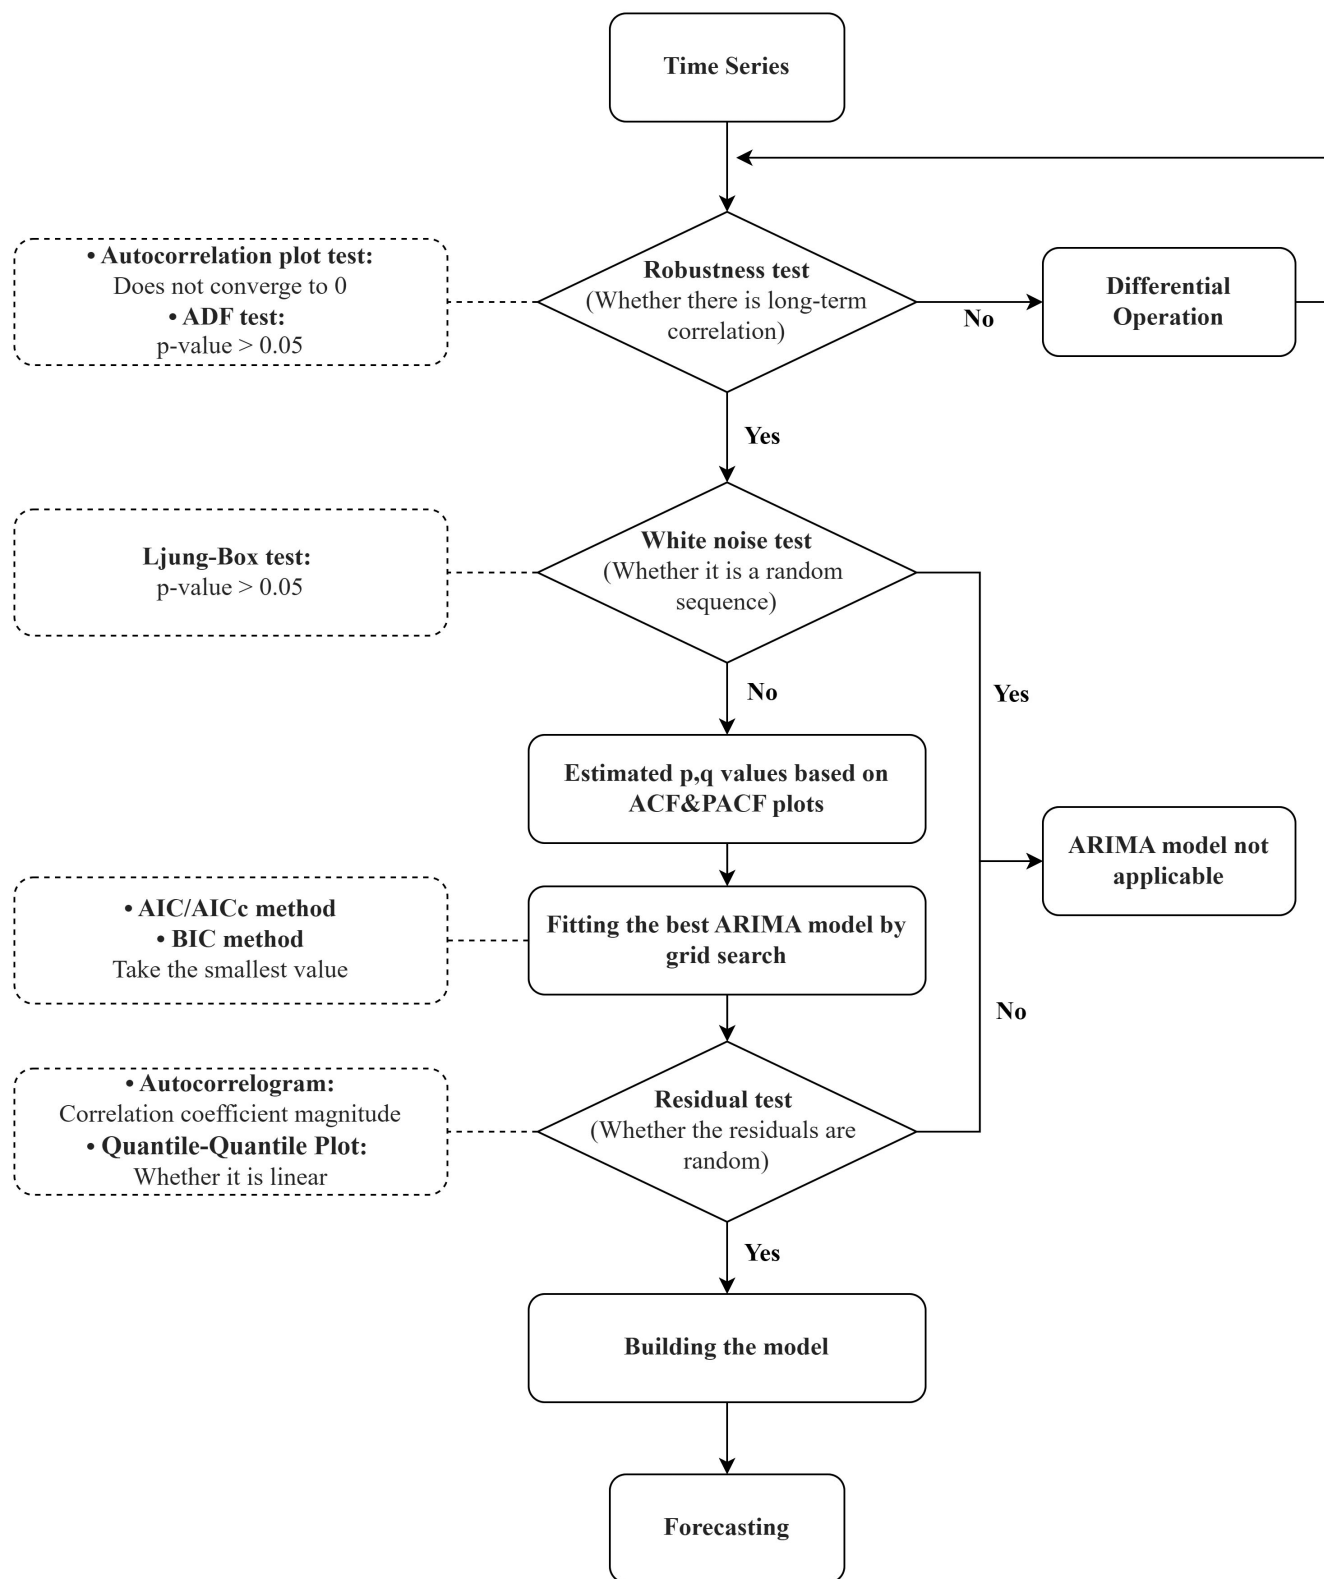 Time Series
• Autocorrelation plot test:
Does not converge to 0
• ADF test:
p-value > 0.05
Robustness test
(Whether there is long-term
correlation)
No
Differential
Operation
Yes
Ljung-Box test:
p-value > 0.05
White noise test
(Whether it is a random
sequence)
No
Yes
Estimated p,q values based on
ACF&PACF plots
ARIMA model not
applicable
• AIC/AICc method
• BIC method
Take the smallest value
Fitting the best ARIMA model by
grid search
No
• Autocorrelogram:
Correlation coefficient magnitude
• Quantile-Quantile Plot:
Whether it is linear
Residual test
(Whether the residuals are
random)
Yes
Building the model
Forecasting